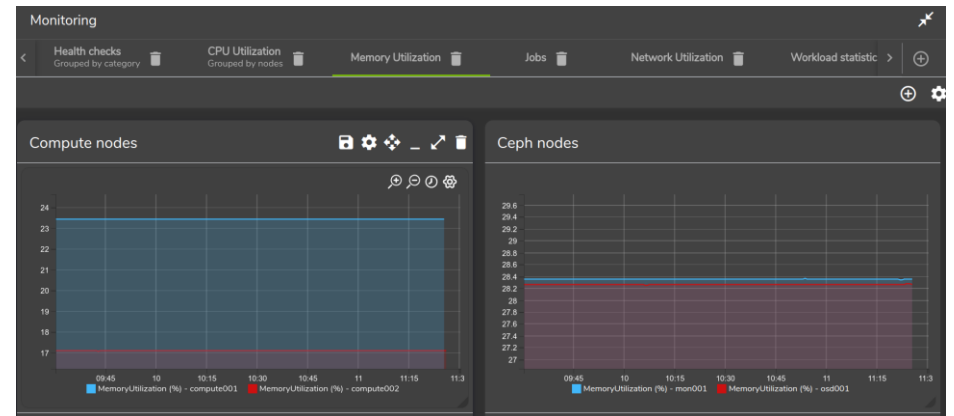 Monitoring
Health checks
Grouped by category
CPU Utilization
Grouped by nodes
Memory Utilization
Jobs
Network Utilization
Workload statistic
Compute nodes
24
23
22
21
20
19
18
17
09:45 10 10:15 10:30 10:45 11 11:15 11:3
MemoryUtilization (%) - compute001 MemoryUtilization (%) - compute002
Ceph nodes
29.6
29.4
29.2
29
28.8
28.6
28.4
28.2
28
27.8
27.6
27.4
27.2
27
09:45 10 10:15 10:30 10:45 11 11:15 11:3
MemoryUtilization (%) - mon001 MemoryUtilization (%) - osd001